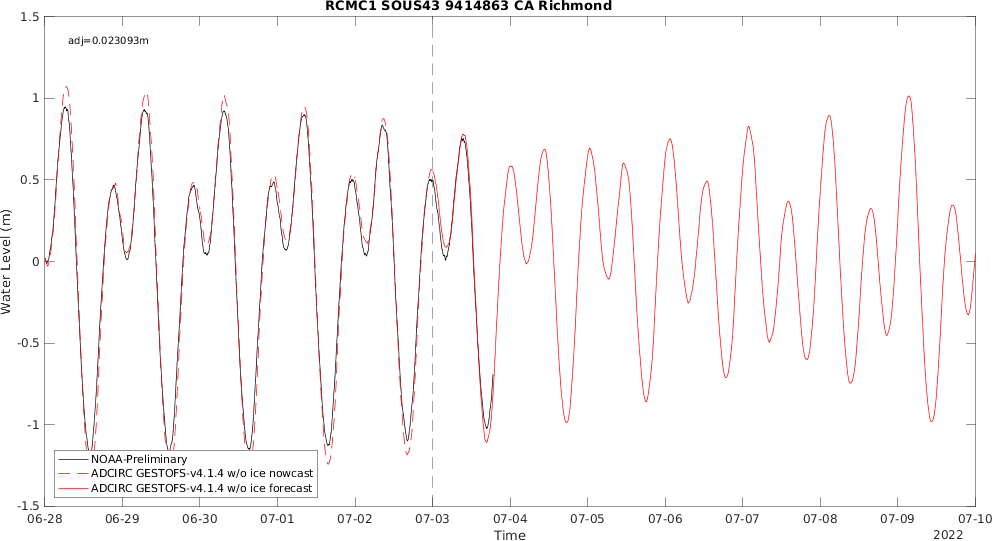 RCMC1 SOUS43 9414863 CA Richmond
adj=0.023093m
1.5
1
0.5
0
-0.5
-1
-1.5
Water Level (m)
NOAA-Preliminary
ADCIRC GESTOFS-v4.1.4 w/o ice nowcast
ADCIRC GESTOFS-v4.1.4 w/o ice forecast
06-28 06-29 06-30 07-01 07-02 07-03 07-04 07-05 07-06 07-07 07-08 07-09 07-10
Time
2022